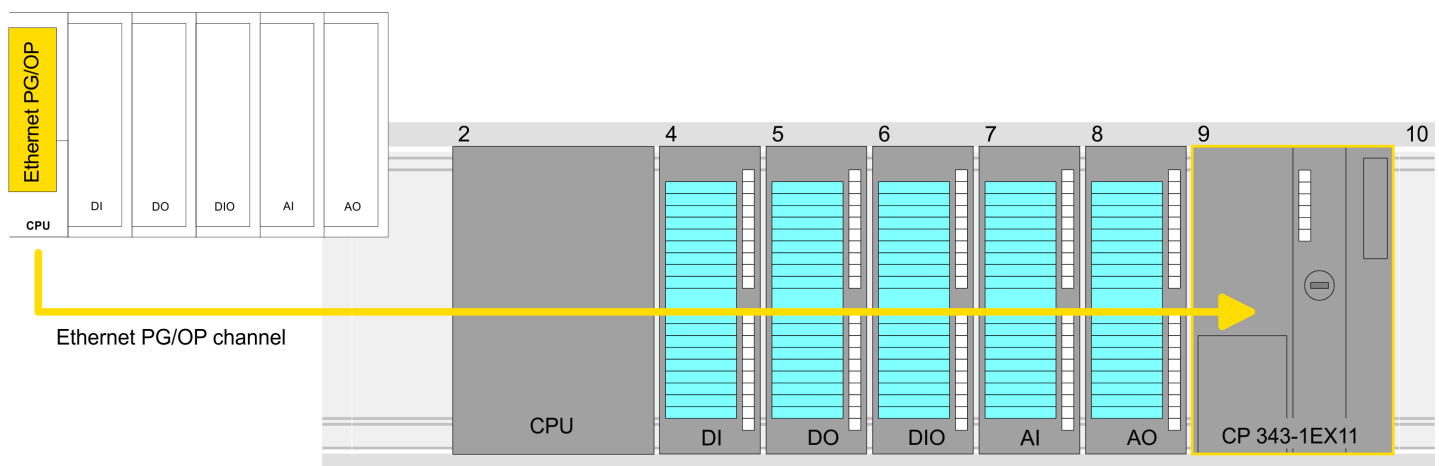 Ethernet PG/OP
CPU
DI
DO
DIO
AI
AO
Ethernet PG/OP channel
2
4
5
6
7
8
9
10
CPU
DI
DO
DIO
AI
AO
CP 343-1EX11